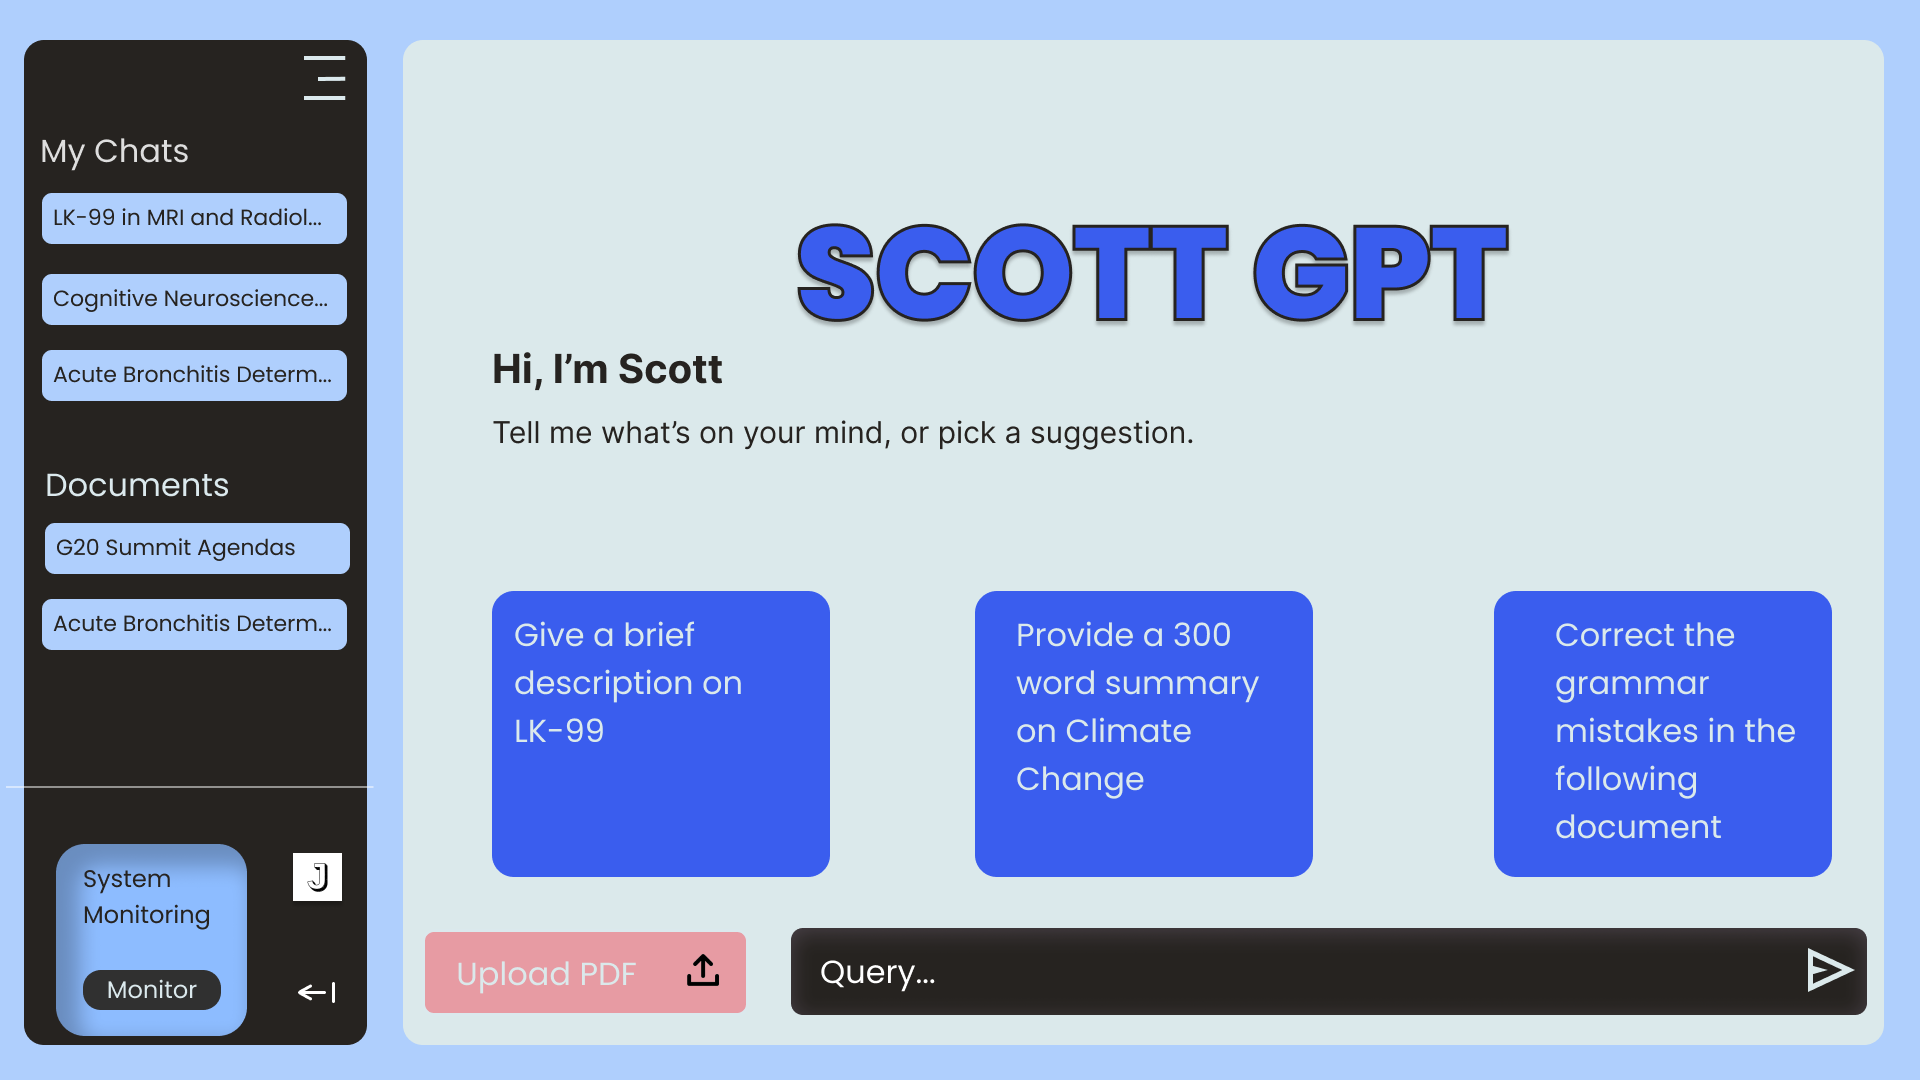 My Chats
LK-99 in MRI and Radiol...
Cognitive Neuroscience...
Acute Bronchitis Determ...
Documents
G20 Summit Agendas
Acute Bronchitis Determ...
System
Monitoring
Monitor
J
SCOTT GPT
Hi, I’m Scott
Tell me what’s on your mind, or pick a suggestion.
Give a brief
description on
LK-99
Provide a 300
word summary
on Climate
Change
Correct the
grammar
mistakes in the
following
document
Upload PDF
Query...